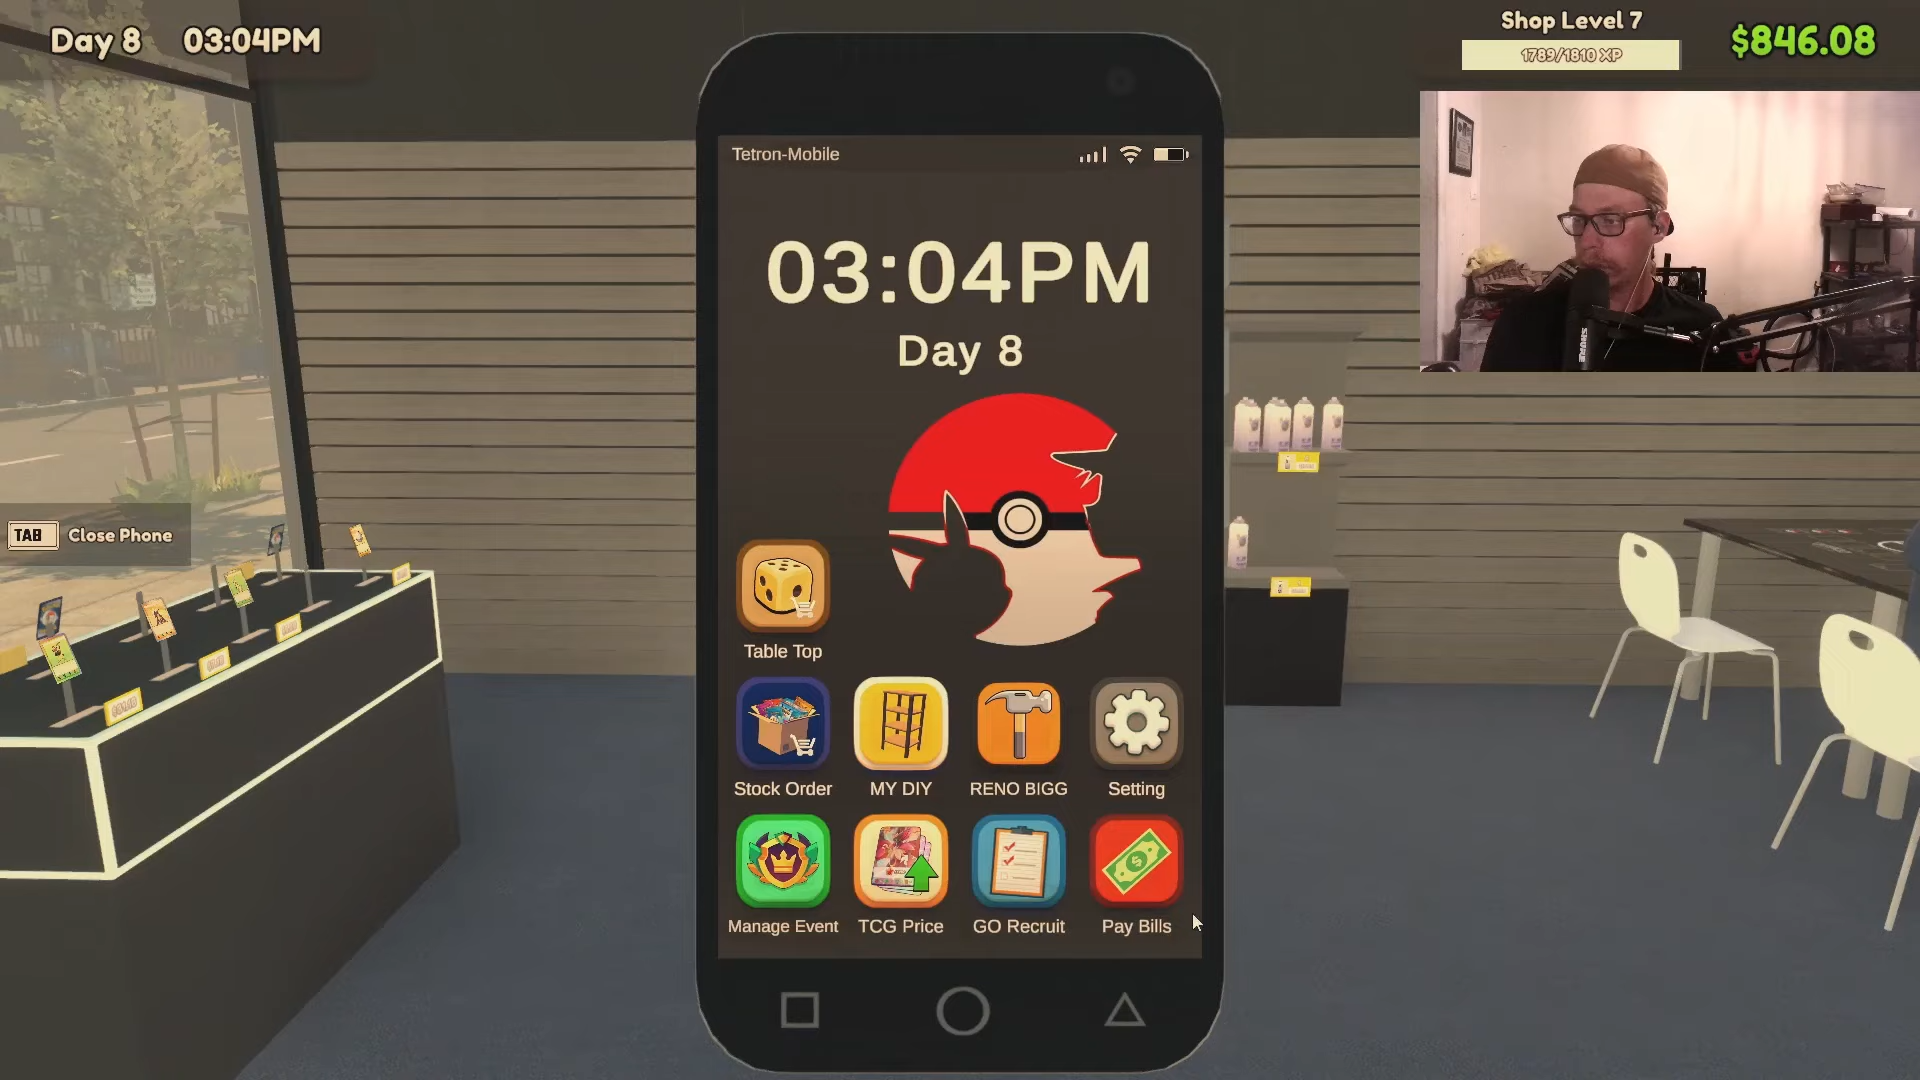 Day 8 03:04PM
Shop Level 7
1789/1810 XP
$846.08
Tetron-Mobile
03:04PM
Day 8
TAB Close Phone
Table Top
Stock Order MY DIY RENO BIGG Setting
Manage Event TCG Price GO Recruit Pay Bills
SHURE